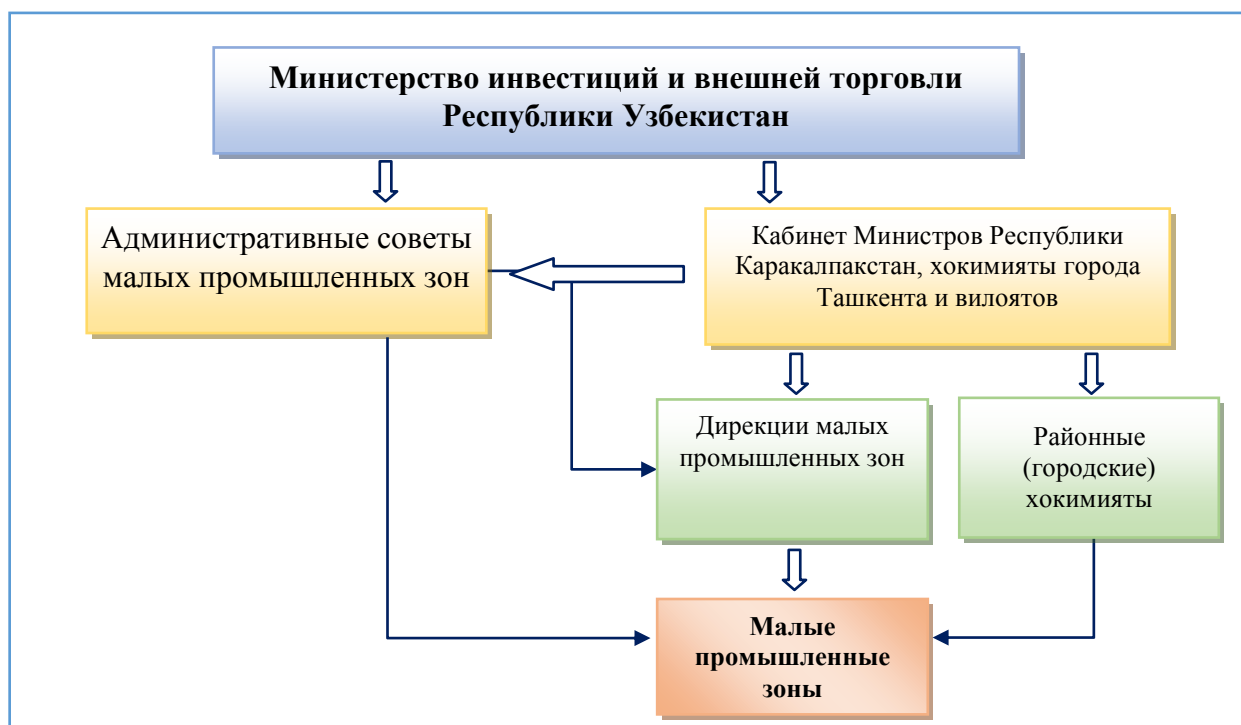 Министерство инвестиций и внешней торговли
Республики Узбекистан
Административные советы
малых промышленных зон
Кабинет Министров Республики
Каракалпакстан, хокимияты города
Ташкента и вилоятов
Дирекции малых
промышленных зон
Районные
(городские)
хокимияты
Малые
промышленные
зоны